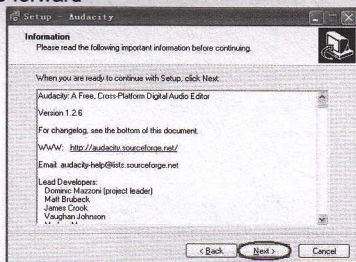 forward
Setup - Audacity
Information
Please read the following important information before continuing.
When you are ready to continue with Setup, click Next.
Audacity: A Free, Cross-Platform Digital Audio Editor
Version 1.2.6
For changelog, see the bottom of this document.
WWW: http://audacity.sourceforge.net/
Email: audacity-help@lists.sourceforge.net
Lead Developers:
Dominic Mazzoni (project leader)
Matt Brubeck
James Crook
Vaughan Johnson
< Back
Next >
Cancel